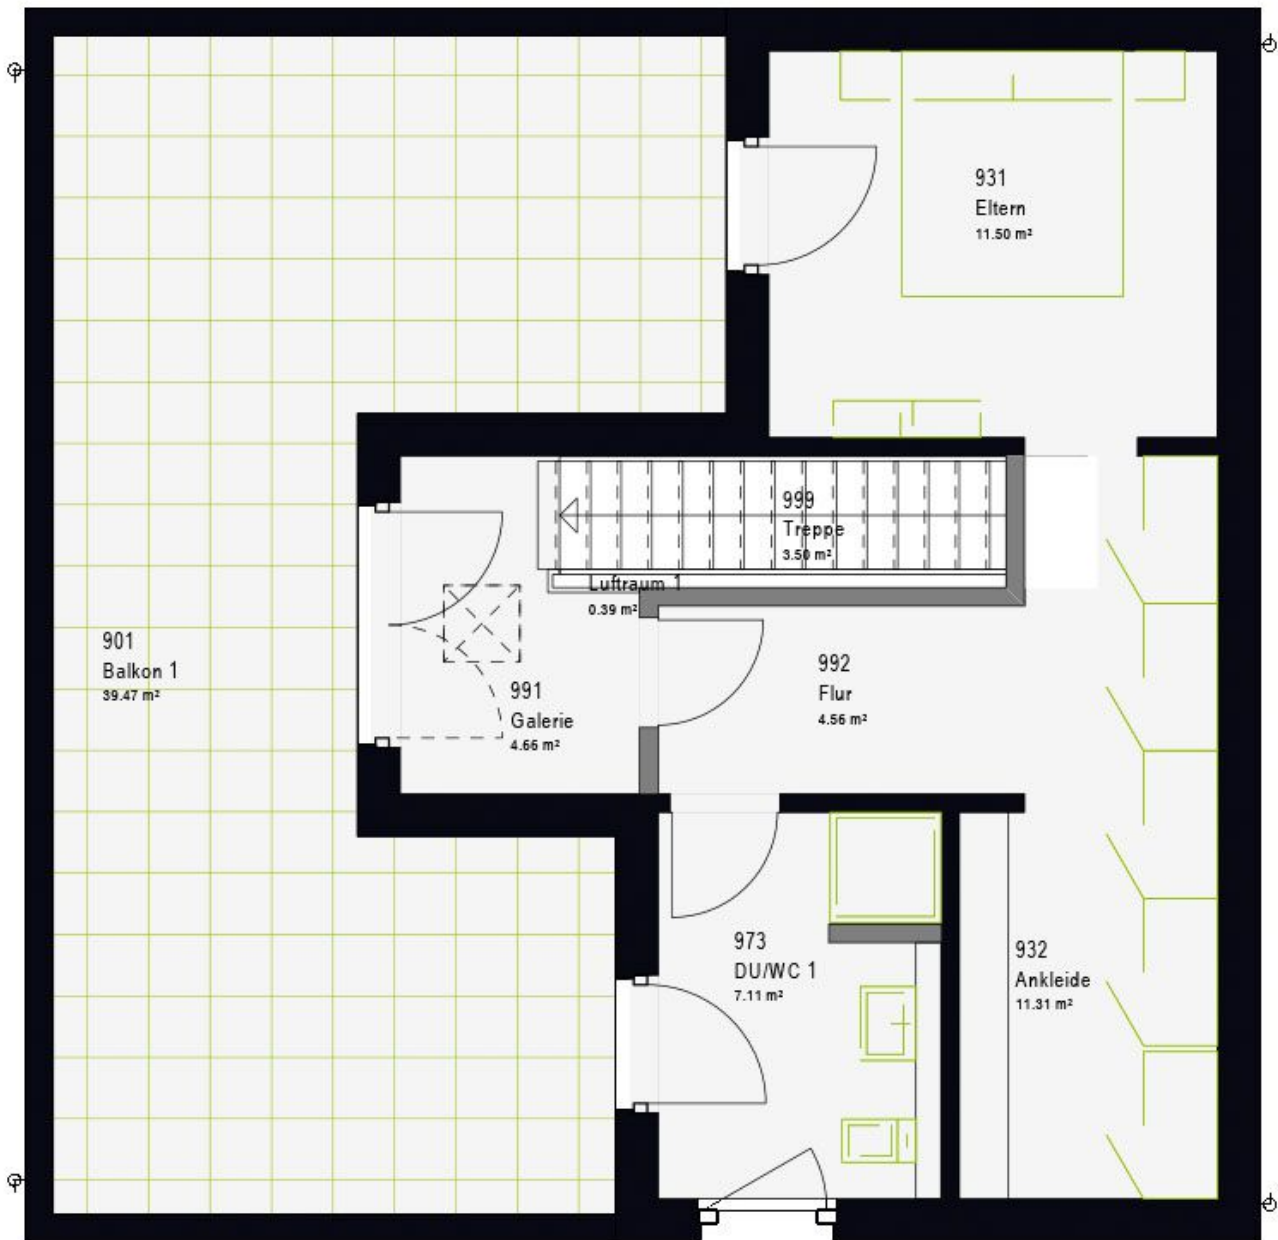 931
Eltern
11.50 m²
999
Treppe
3.50 m²
Luftraum 1
0.39 m²
901
Balkon 1
39.47 m²
991
Galerie
4.66 m²
992
Flur
4.56 m²
973
DU/WC 1
7.11 m²
932
Ankleide
11.31 m²